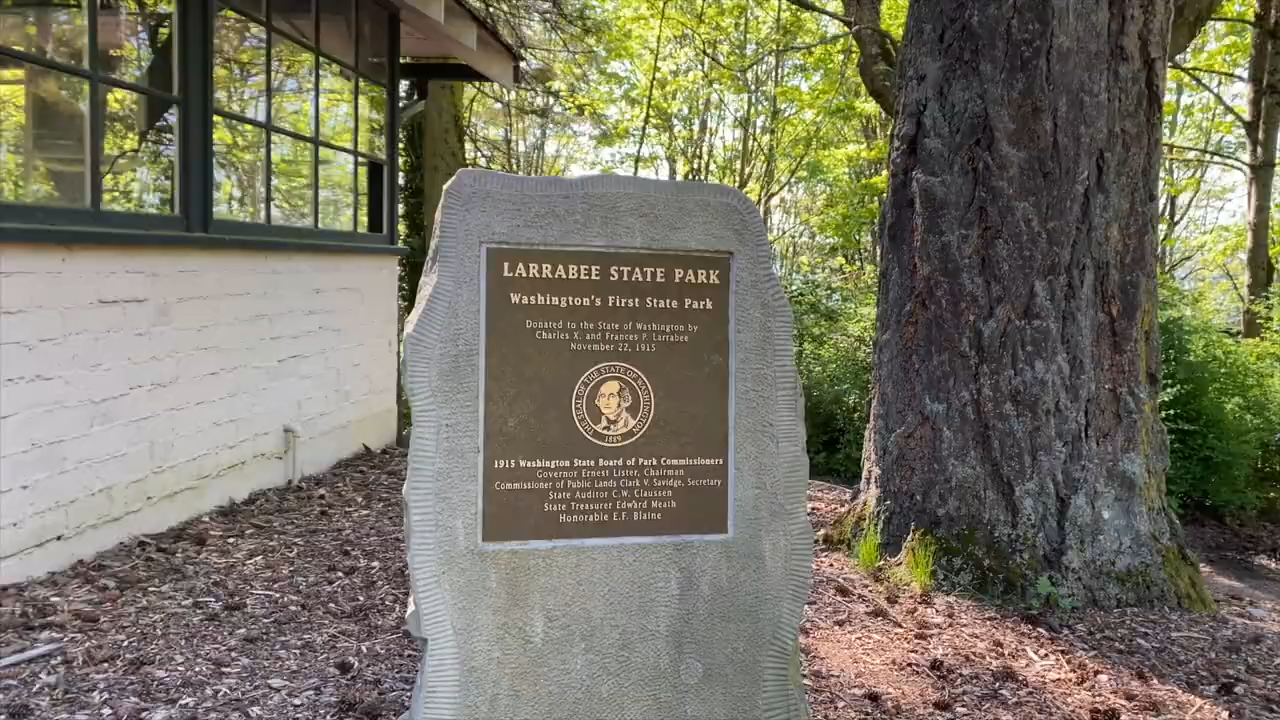 LARRABEE STATE PARK
Washington's First State Park
Donated to the State of Washington by
Charles X. and Frances P. Larrabee
November 22, 1915
THE SEAL OF THE STATE OF WASHINGTON
1889
1915 Washington State Board of Park Commissioners
Governor Ernest Lister, Chairman
Commissioner of Public Lands Clark V. Savidge, Secretary
State Auditor C.W. Claussen
State Treasurer Edward Meath
Honorable E.F. Blaine